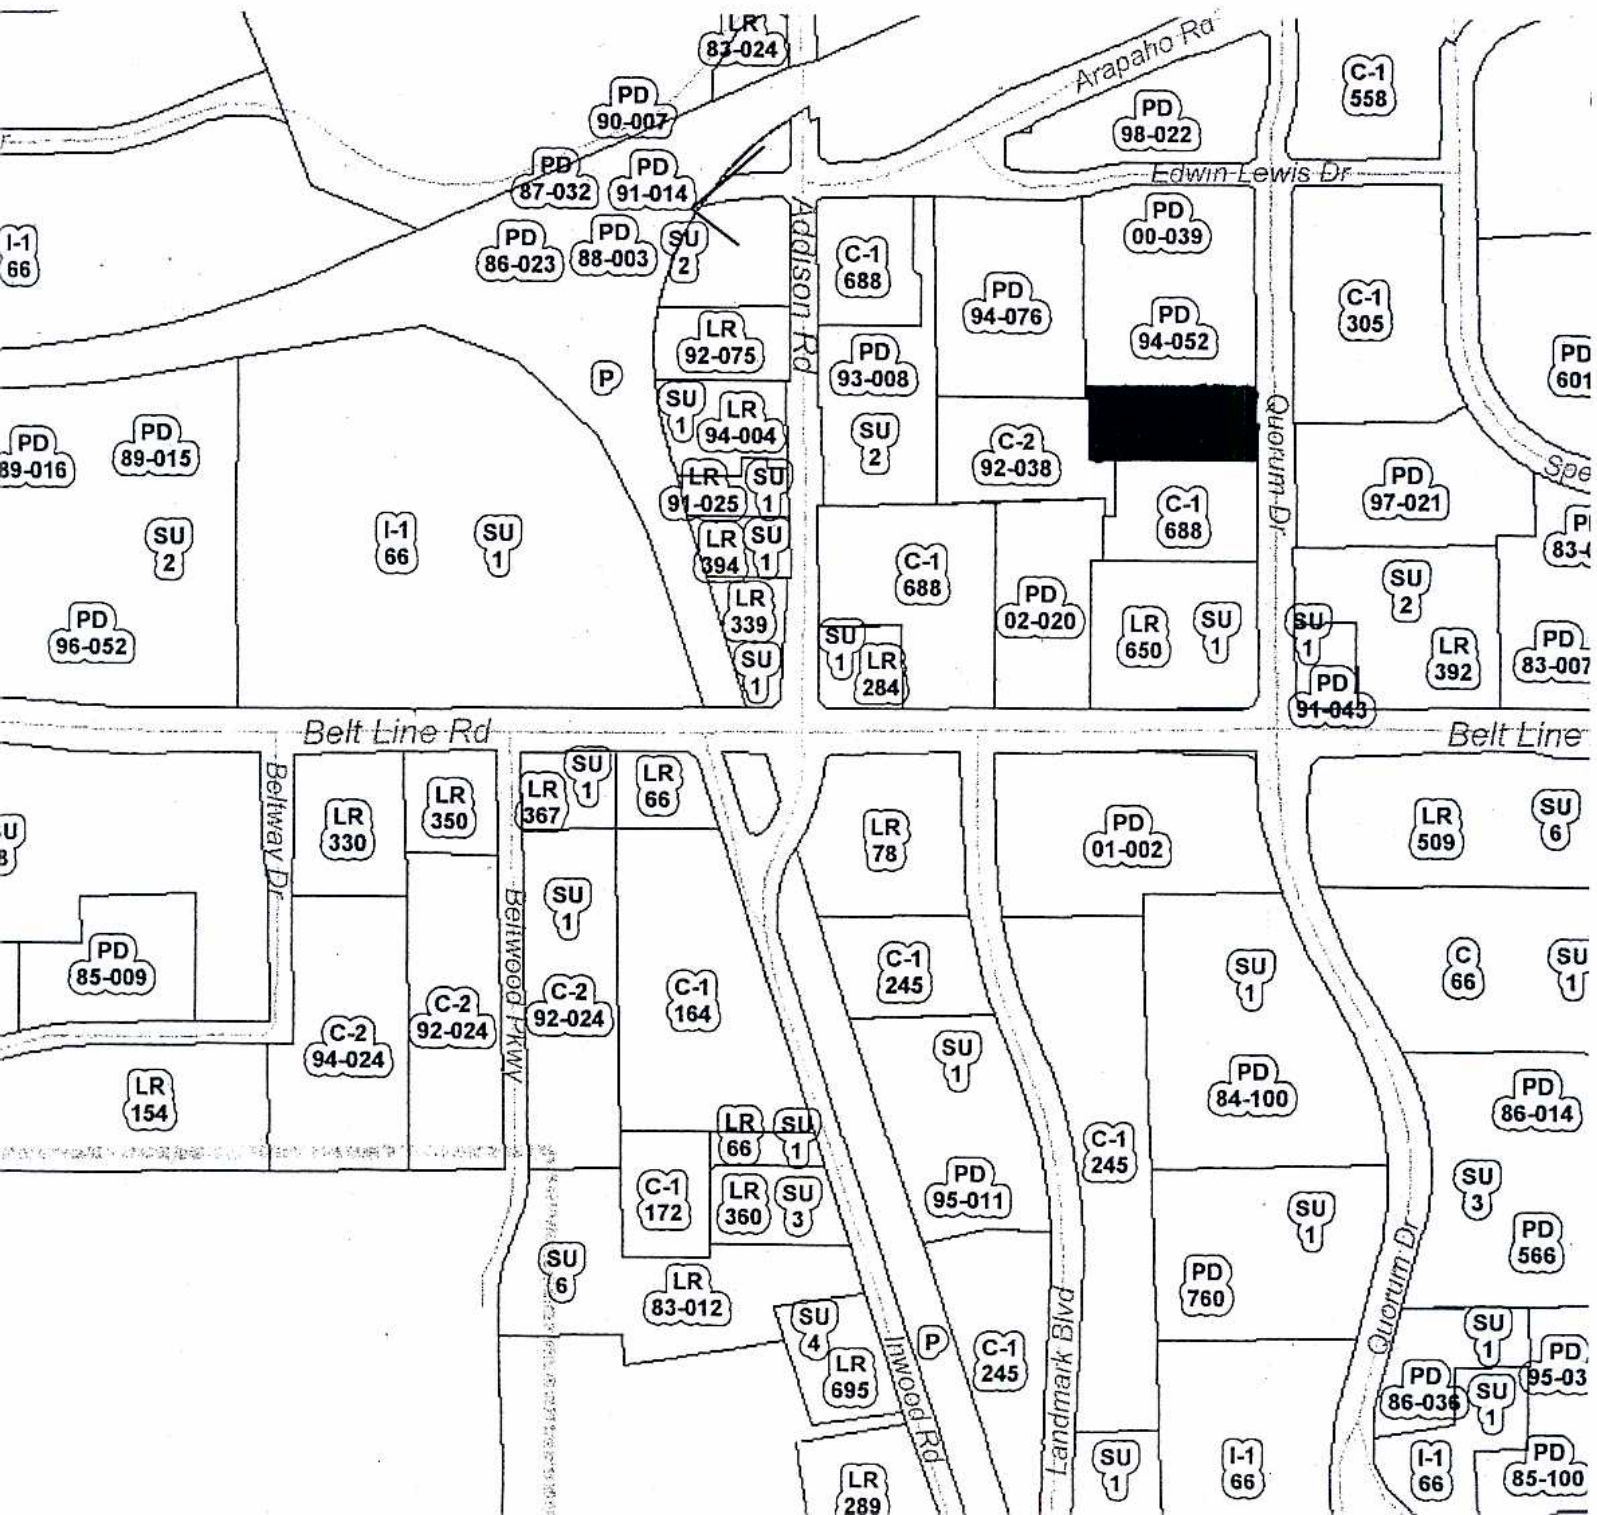 LR
83-024
Arapaho Rd
C-1
558
PD
90-007
PD
98-022
PD
87-032
PD
91-014
Edwin Lewis Dr
I-1
66
PD
86-023
PD
88-003
SU
2
Addison Rd
C-1
688
PD
00-039
PD
94-076
PD
94-052
C-1
305
LR
92-075
PD
93-008
PD
601
P
SU
1
LR
94-004
SU
2
C-2
92-038
Quorum Dr
PD
89-016
PD
89-015
LR
91-025
SU
1
C-1
688
PD
97-021
Spe
SU
2
I-1
66
SU
1
LR
394
SU
1
C-1
688
PD
02-020
SU
2
PD
96-052
LR
339
SU
1
SU
1
LR
284
LR
650
SU
1
SU
1
PD
91-043
LR
392
PD
83-007
Belt Line Rd
Belt Line
Beltway Dr
LR
330
LR
350
LR
367
SU
1
LR
66
LR
78
PD
01-002
LR
509
SU
6
Beltwood Pkwy
SU
1
PD
85-009
C-2
94-024
C-2
92-024
C-2
92-024
C-1
164
C-1
245
SU
1
C
66
SU
1
LR
154
SU
1
PD
84-100
PD
86-014
LR
66
SU
1
C-1
245
C-1
172
LR
360
SU
3
PD
95-011
SU
1
SU
3
PD
566
SU
6
LR
83-012
PD
760
Quorum Dr
SU
4
LR
695
Inwood Rd
P
C-1
245
Landmark Blvd
SU
1
PD
86-036
SU
1
PD
95-03
LR
289
SU
1
I-1
66
I-1
66
PD
85-100